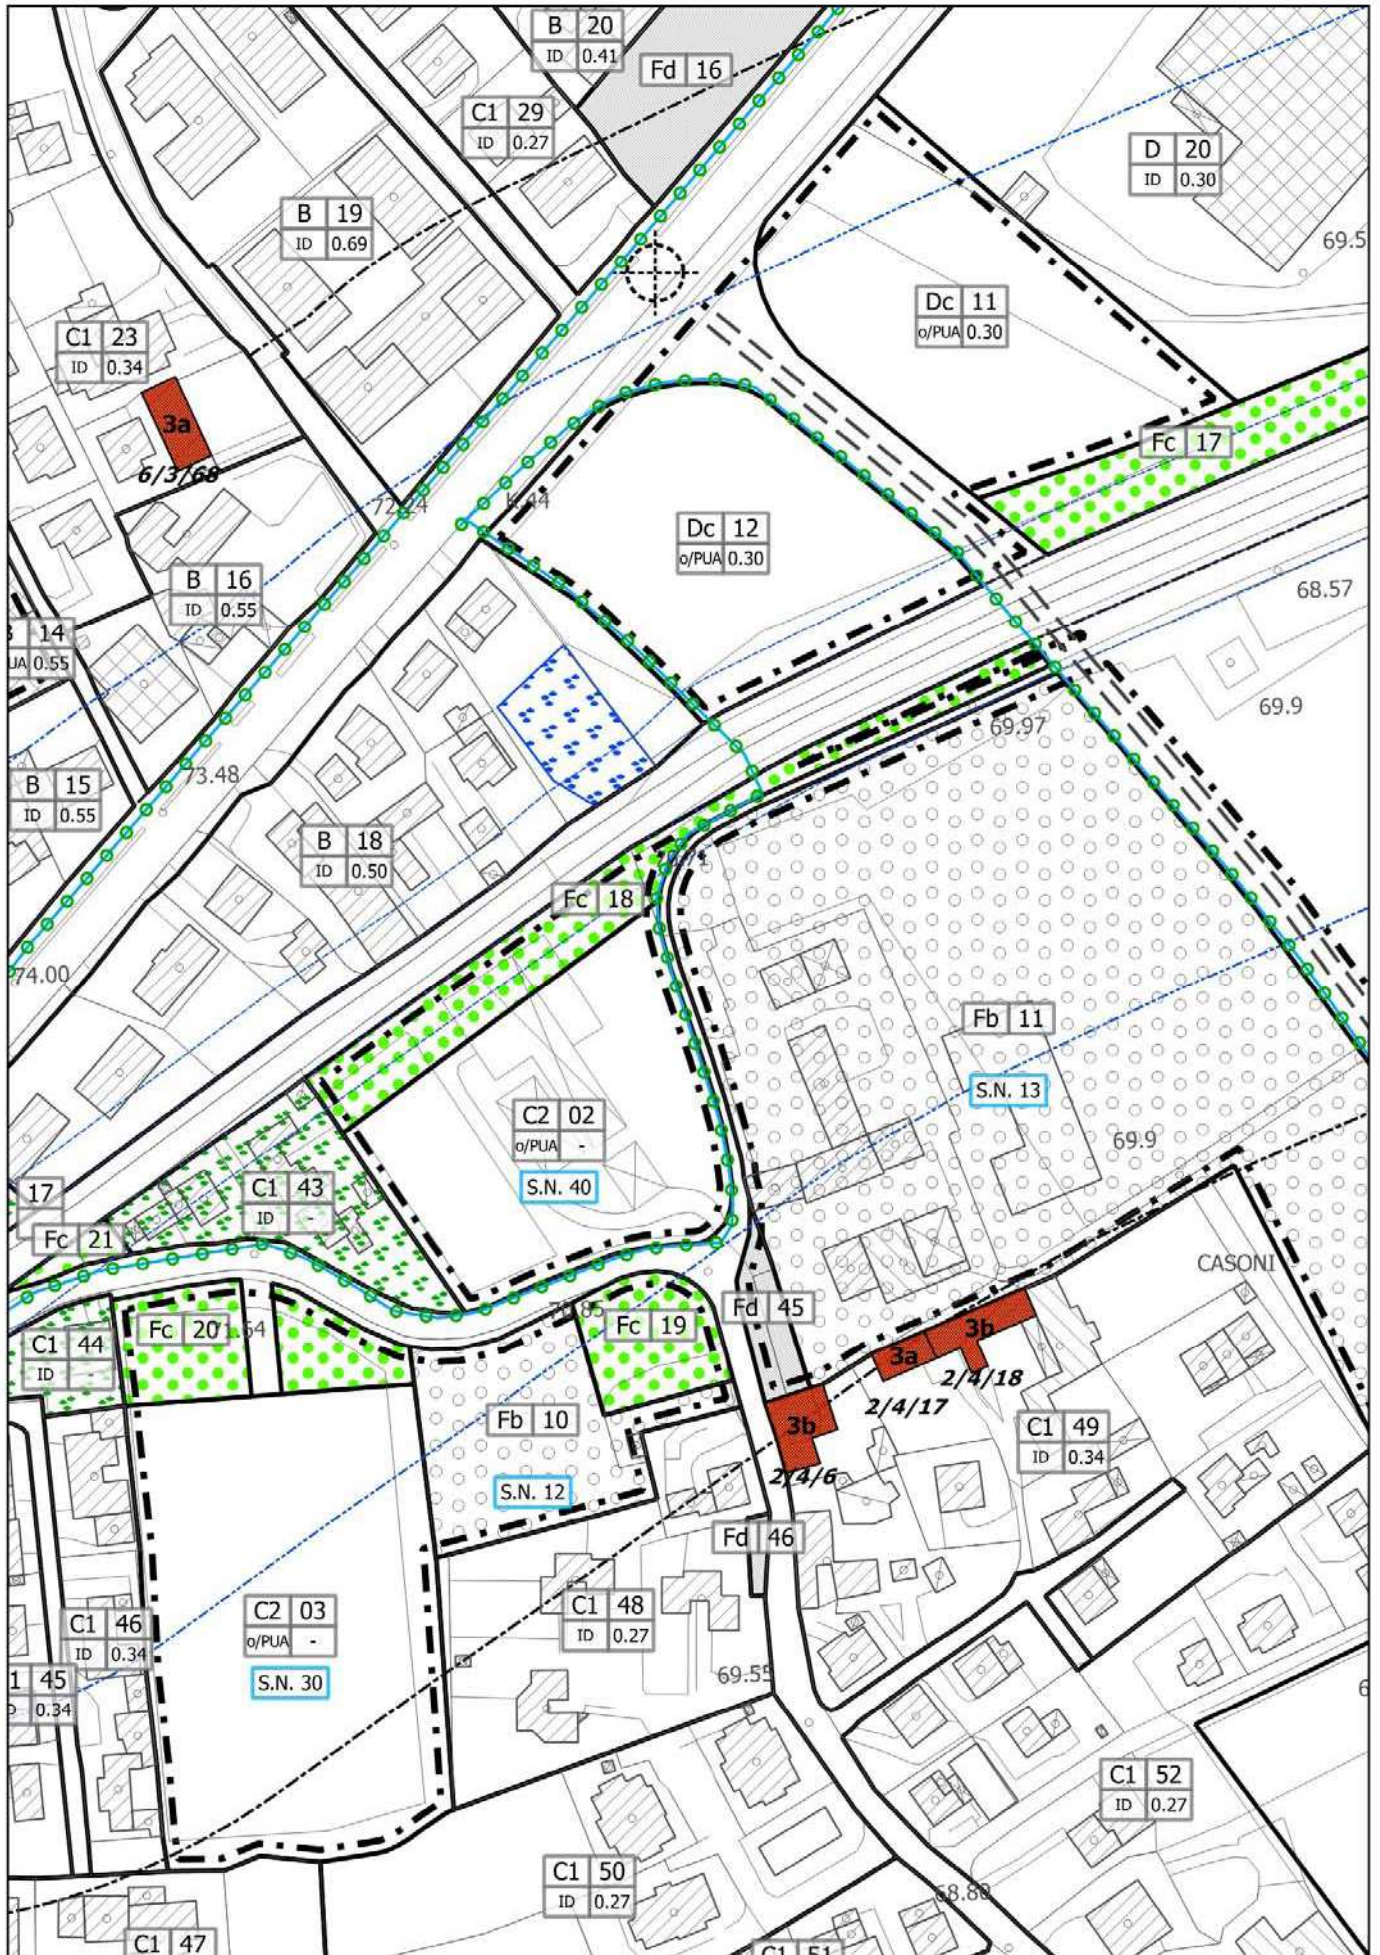 B 20
ID 0.41
Fd 16
C1 29
ID 0.27
D 20
ID 0.30
B 19
ID 0.69
69.5
Dc 11
o/PUA 0.30
C1 23
ID 0.34
3a
6/3/68
Fc 17
72.24
Dc 12
o/PUA 0.30
B 16
ID 0.55
68.57
14
UA 0.55
69.9
69.97
73.48
B 15
ID 0.55
B 18
ID 0.50
Fc 18
74.00
Fb 11
S.N. 13
C2 02
o/PUA -
S.N. 40
69.9
17
C1 43
ID -
Fc 21
CASONI
Fd 45
Fc 20
Fc 19
C1 44
ID -
3b
3a
2/4/18
2/4/17
Fb 10
3b
C1 49
ID 0.34
2/4/6
S.N. 12
Fd 46
C2 03
o/PUA -
S.N. 30
C1 48
ID 0.27
C1 46
ID 0.34
1 45
0.34
69.55
C1 52
ID 0.27
C1 50
ID 0.27
68.80
C1 47
C1 51